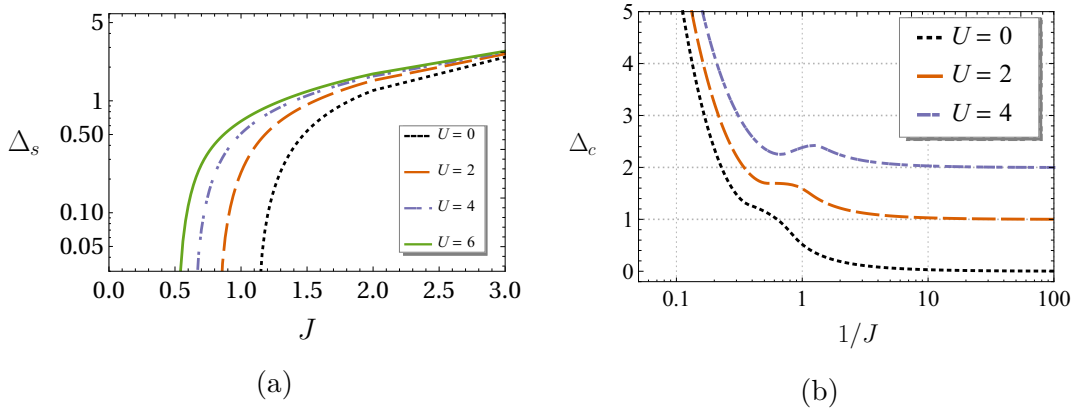 5
1
0.50
0.10
0.05
Δs
0.0 0.5 1.0 1.5 2.0 2.5 3.0
J
U = 0
U = 2
U = 4
U = 6
(a)
5
4
3
2
1
0
Δc
0.1 1 10 100
1/J
U = 0
U = 2
U = 4
(b)